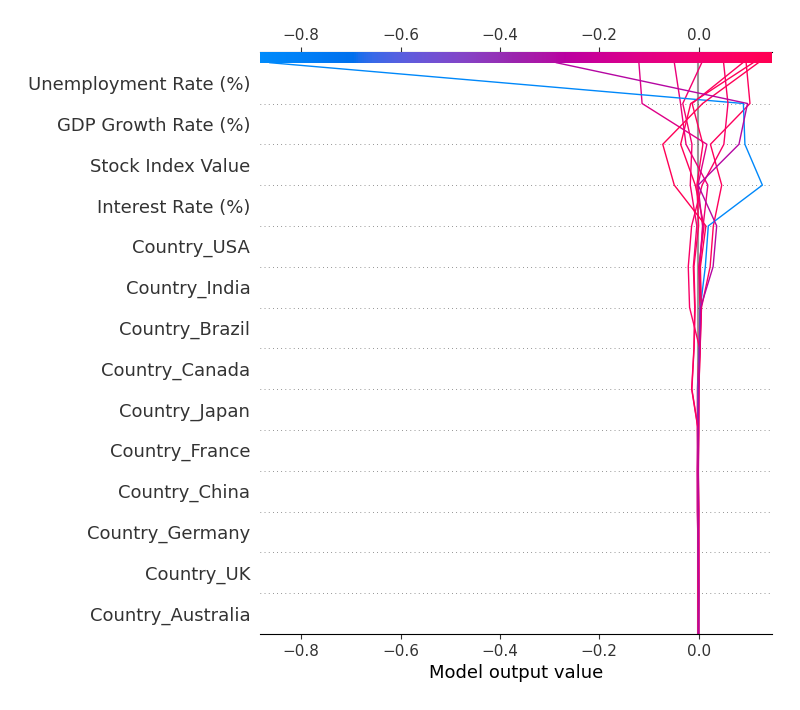 −0.8 −0.6 −0.4 −0.2 0.0
Unemployment Rate (%)
GDP Growth Rate (%)
Stock Index Value
Interest Rate (%)
Country_USA
Country_India
Country_Brazil
Country_Canada
Country_Japan
Country_France
Country_China
Country_Germany
Country_UK
Country_Australia
−0.8 −0.6 −0.4 −0.2 0.0
Model output value